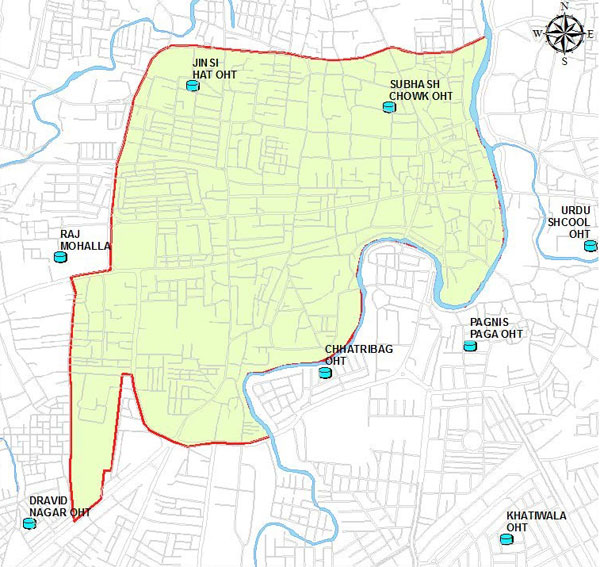 N
W E
S
JINSI
HAT OHT
SUBHASH
CHOWK OHT
URDU
SHCOOL
OHT
RAJ
MOHALLA
PAGNIS
PAGA OHT
CHHATRIBAG
OHT
DRAVID
NAGAR OHT
KHATIWALA
OHT